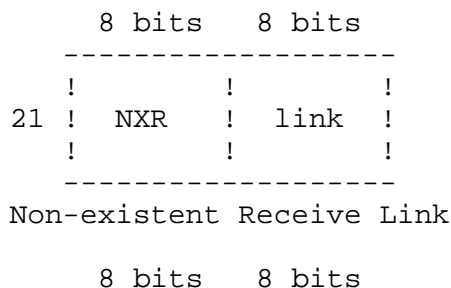 8 bits 8 bits
-------------------
! ! !
21 ! NXR ! link !
! ! !
-------------------
Non-existent Receive Link
8 bits 8 bits